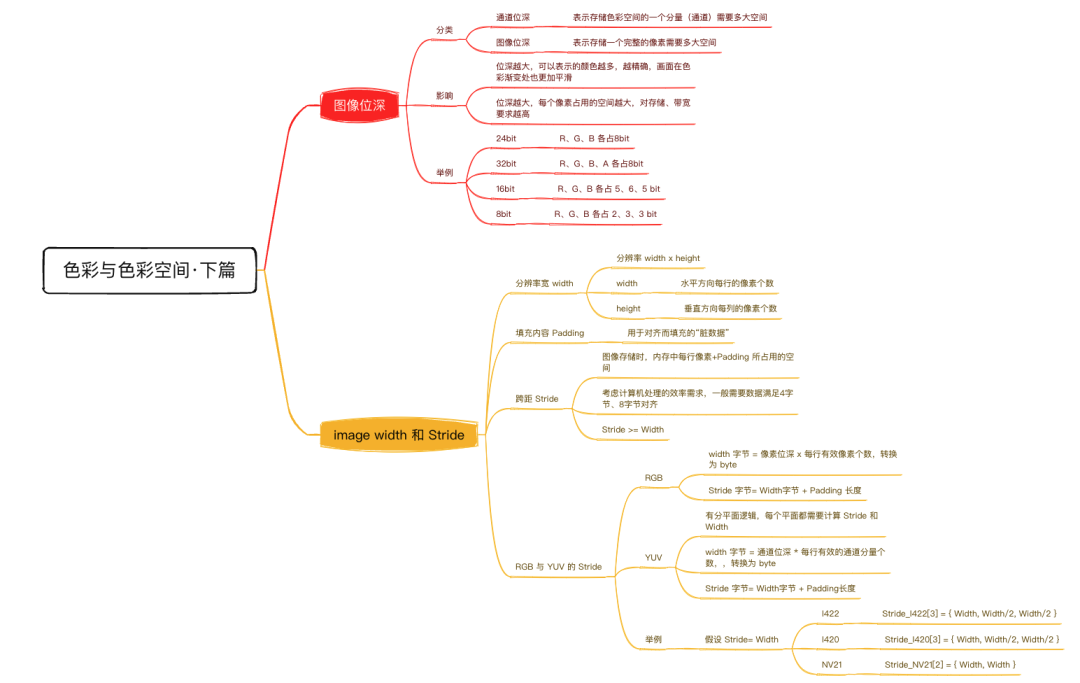 色彩与色彩空间·下篇
图像位深
分类
通道位深
表示存储色彩空间的一个分量（通道）需要多大空间
图像位深
表示存储一个完整的像素需要多大空间
影响
位深越大，可以表示的颜色越多，越精确，画面在色
彩渐变处也更加平滑
位深越大，每个像素占用的空间越大，对存储、带宽
要求越高
举例
24bit
R、G、B 各占8bit
32bit
R、G、B、A 各占8bit
16bit
R、G、B 各占 5、6、5 bit
8bit
R、G、B 各占 2、3、3 bit
image width 和 Stride
分辨率宽 width
分辨率 width x height
width
水平方向每行的像素个数
height
垂直方向每列的像素个数
填充内容 Padding
用于对齐而填充的“脏数据”
跨距 Stride
图像存储时，内存中每行像素+Padding 所占用的空
间
考虑计算机处理的效率需求，一般需要数据满足4字
节、8字节对齐
Stride >= Width
RGB 与 YUV 的 Stride
RGB
width 字节 = 像素位深 x 每行有效像素个数，转换
为 byte
Stride 字节= Width字节 + Padding 长度
YUV
有分平面逻辑，每个平面都需要计算 Stride 和
Width
width 字节 = 通道位深 * 每行有效的通道分量个
数，，转换为 byte
Stride 字节= Width字节 + Padding长度
举例
假设 Stride= Width
I422
Stride_I422[3] = { Width, Width/2, Width/2 }
I420
Stride_I420[3] = { Width, Width/2, Width/2 }
NV21
Stride_NV21[2] = { Width, Width }